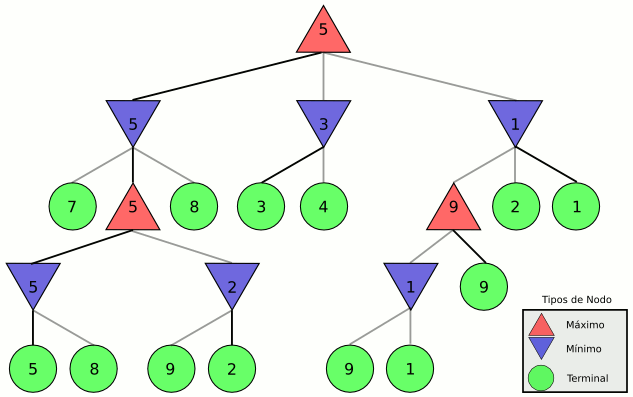 5
5 3 1
7 5 8 3 4 9 2 1
5 2 1 9
5 8 9 2 9 1
Tipos de Nodo
Máximo
Mínimo
Terminal